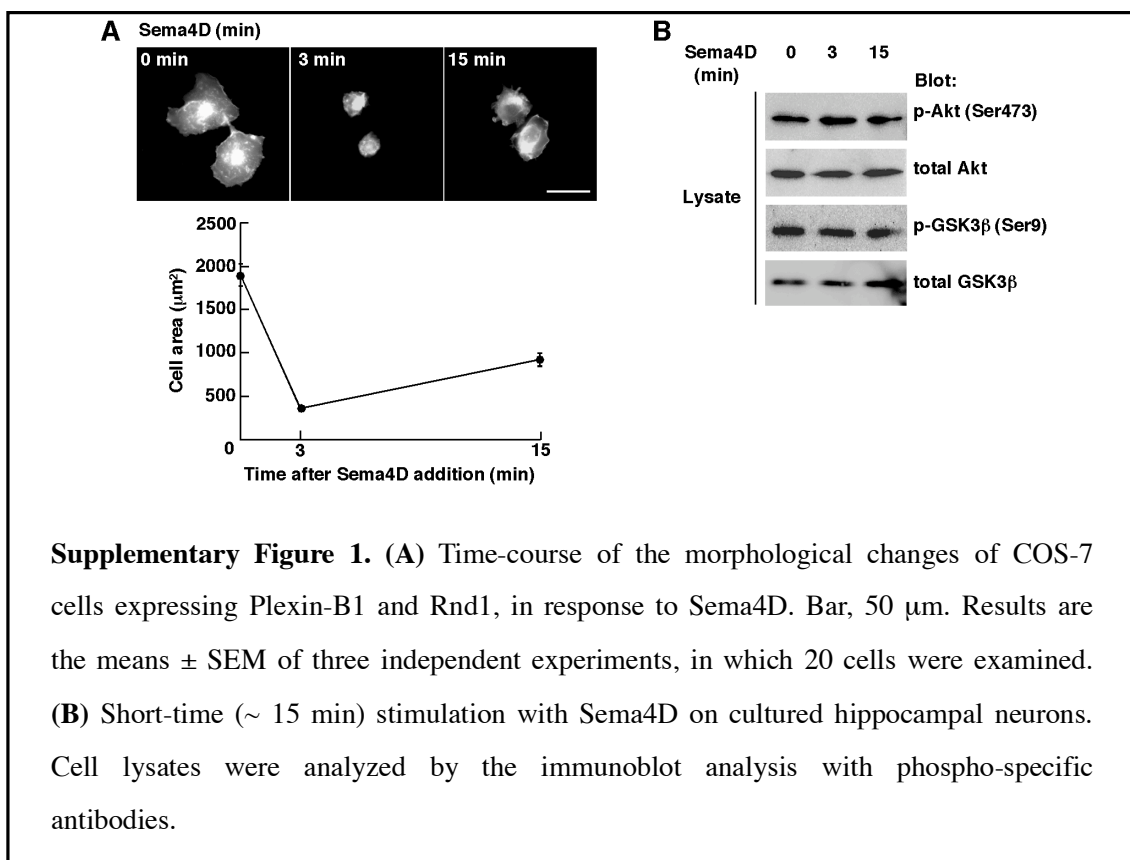 A Sema4D (min)
0 min 3 min 15 min
2500
2000
1500
1000
500
0
Cell area (μm²)
3 15
Time after Sema4D addition (min)
B
Sema4D 0 3 15
(min)
Blot:
p-Akt (Ser473)
total Akt
Lysate
p-GSK3β (Ser9)
total GSK3β
Supplementary Figure 1. (A) Time-course of the morphological changes of COS-7
cells expressing Plexin-B1 and Rnd1, in response to Sema4D. Bar, 50 μm. Results are
the means ± SEM of three independent experiments, in which 20 cells were examined.
(B) Short-time (~ 15 min) stimulation with Sema4D on cultured hippocampal neurons.
Cell lysates were analyzed by the immunoblot analysis with phospho-specific
antibodies.